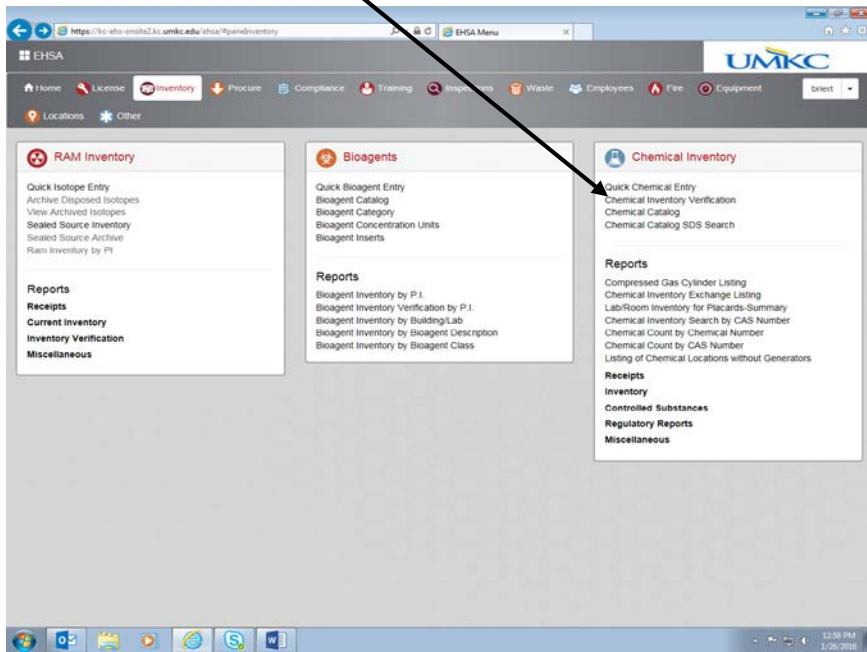 https://kc-ehs-onsite2.kc.umkc.edu/ehsa/#panelinventory
EHSA Menu
EHSA
UMKC
Home License Inventory Procure Compliance Training Inspections Waste Employees Fire Equipment
briert
Locations Other
RAM Inventory
Quick Isotope Entry
Archive Disposed Isotopes
View Archived Isotopes
Sealed Source Inventory
Sealed Source Archive
Ram Inventory by PI
Reports
Receipts
Current Inventory
Inventory Verification
Miscellaneous
Bioagents
Quick Bioagent Entry
Bioagent Catalog
Bioagent Category
Bioagent Concentration Units
Bioagent Inserts
Reports
Bioagent Inventory by P.I.
Bioagent Inventory Verification by P.I.
Bioagent Inventory by Building/Lab
Bioagent Inventory by Bioagent Description
Bioagent Inventory by Bioagent Class
Chemical Inventory
Quick Chemical Entry
Chemical Inventory Verification
Chemical Catalog
Chemical Catalog SDS Search
Reports
Compressed Gas Cylinder Listing
Chemical Inventory Exchange Listing
Lab/Room Inventory for Placards-Summary
Chemical Inventory Search by CAS Number
Chemical Count by Chemical Number
Chemical Count by CAS Number
Listing of Chemical Locations without Generators
Receipts
Inventory
Controlled Substances
Regulatory Reports
Miscellaneous
12:58 PM
1/26/2016